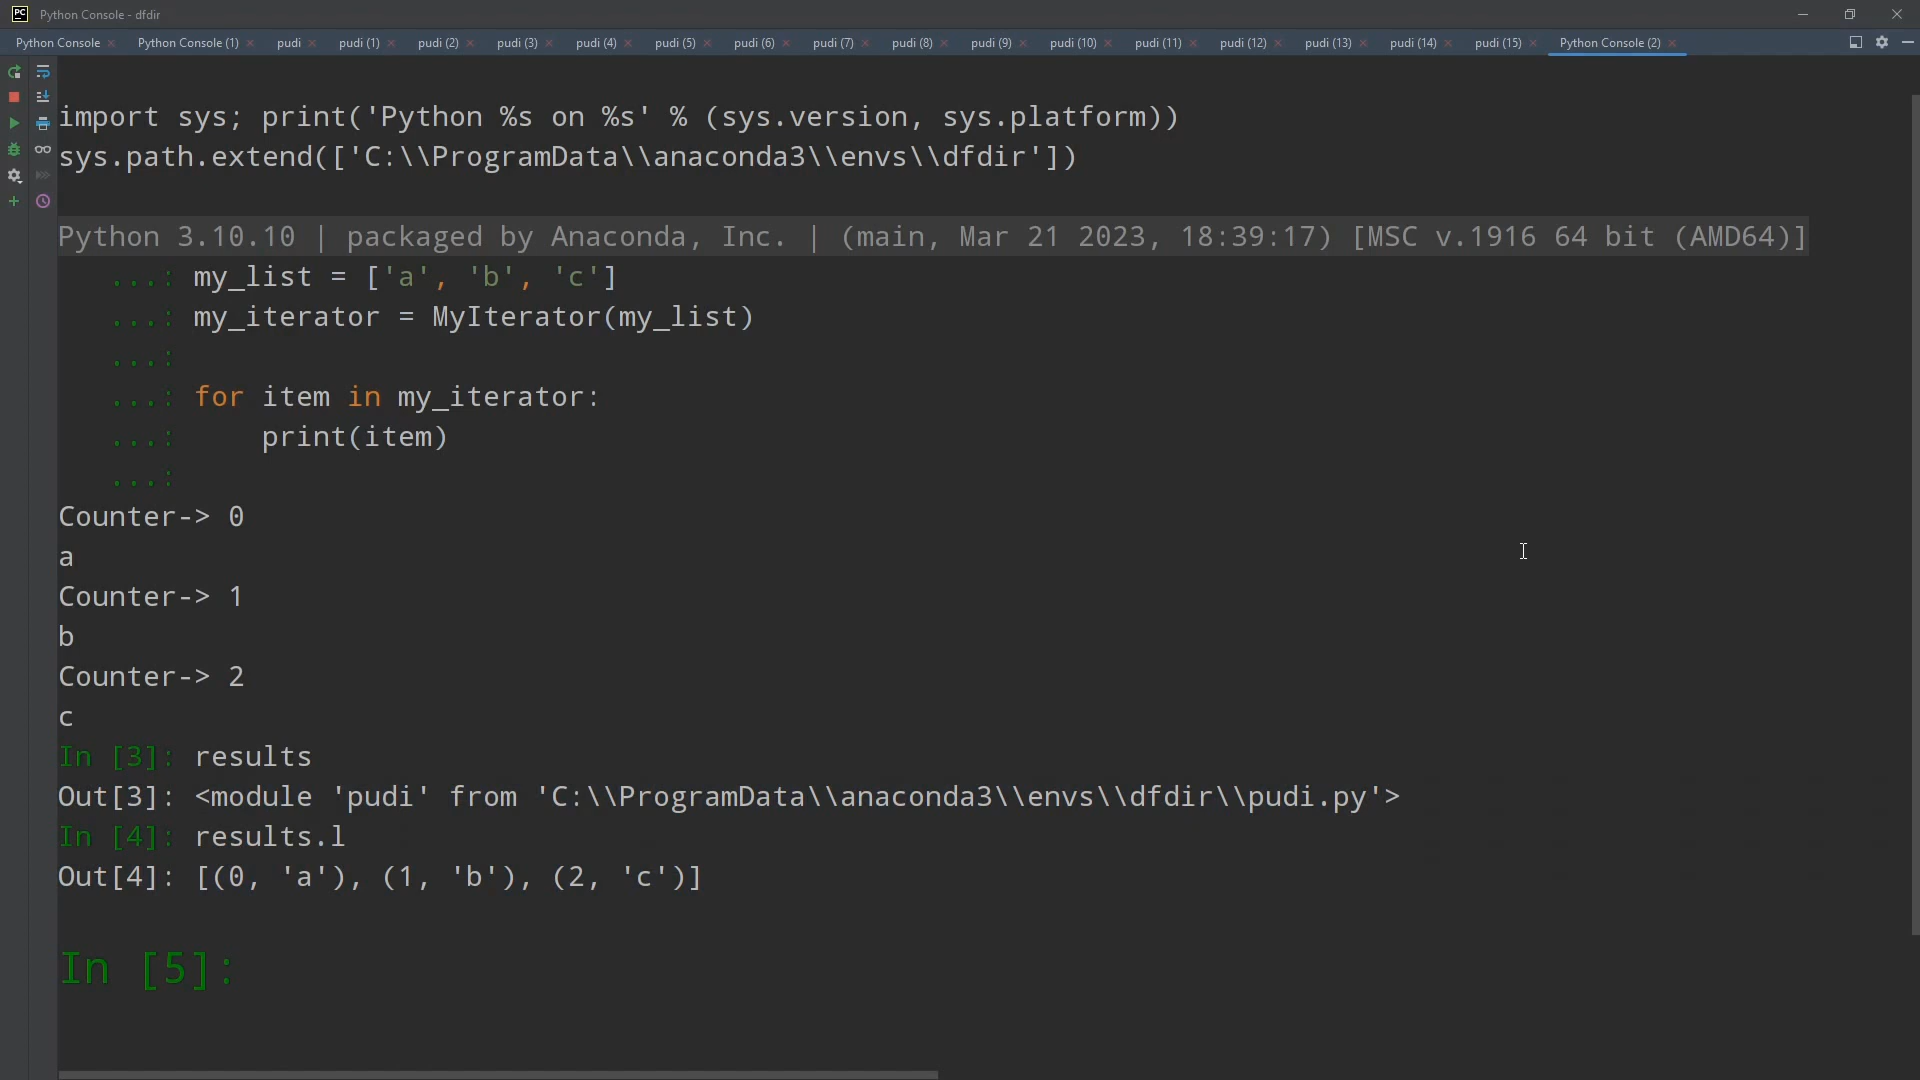 Python Console - dfdir
Python Console Python Console (1) pudi pudi (1) pudi (2) pudi (3) pudi (4) pudi (5) pudi (6) pudi (7) pudi (8) pudi (9) pudi (10) pudi (11) pudi (12) pudi (13) pudi (14) pudi (15) Python Console (2)
import sys; print('Python %s on %s' % (sys.version, sys.platform))
sys.path.extend(['C:\\ProgramData\\anaconda3\\envs\\dfdir'])
Python 3.10.10 | packaged by Anaconda, Inc. | (main, Mar 21 2023, 18:39:17) [MSC v.1916 64 bit (AMD64)]
...: my_list = ['a', 'b', 'c']
...: my_iterator = MyIterator(my_list)
...:
...: for item in my_iterator:
...:     print(item)
...:
Counter-> 0
a
Counter-> 1
b
Counter-> 2
c
In [3]: results
Out[3]: <module 'pudi' from 'C:\\ProgramData\\anaconda3\\envs\\dfdir\\pudi.py'>
In [4]: results.l
Out[4]: [(0, 'a'), (1, 'b'), (2, 'c')]
In [5]: